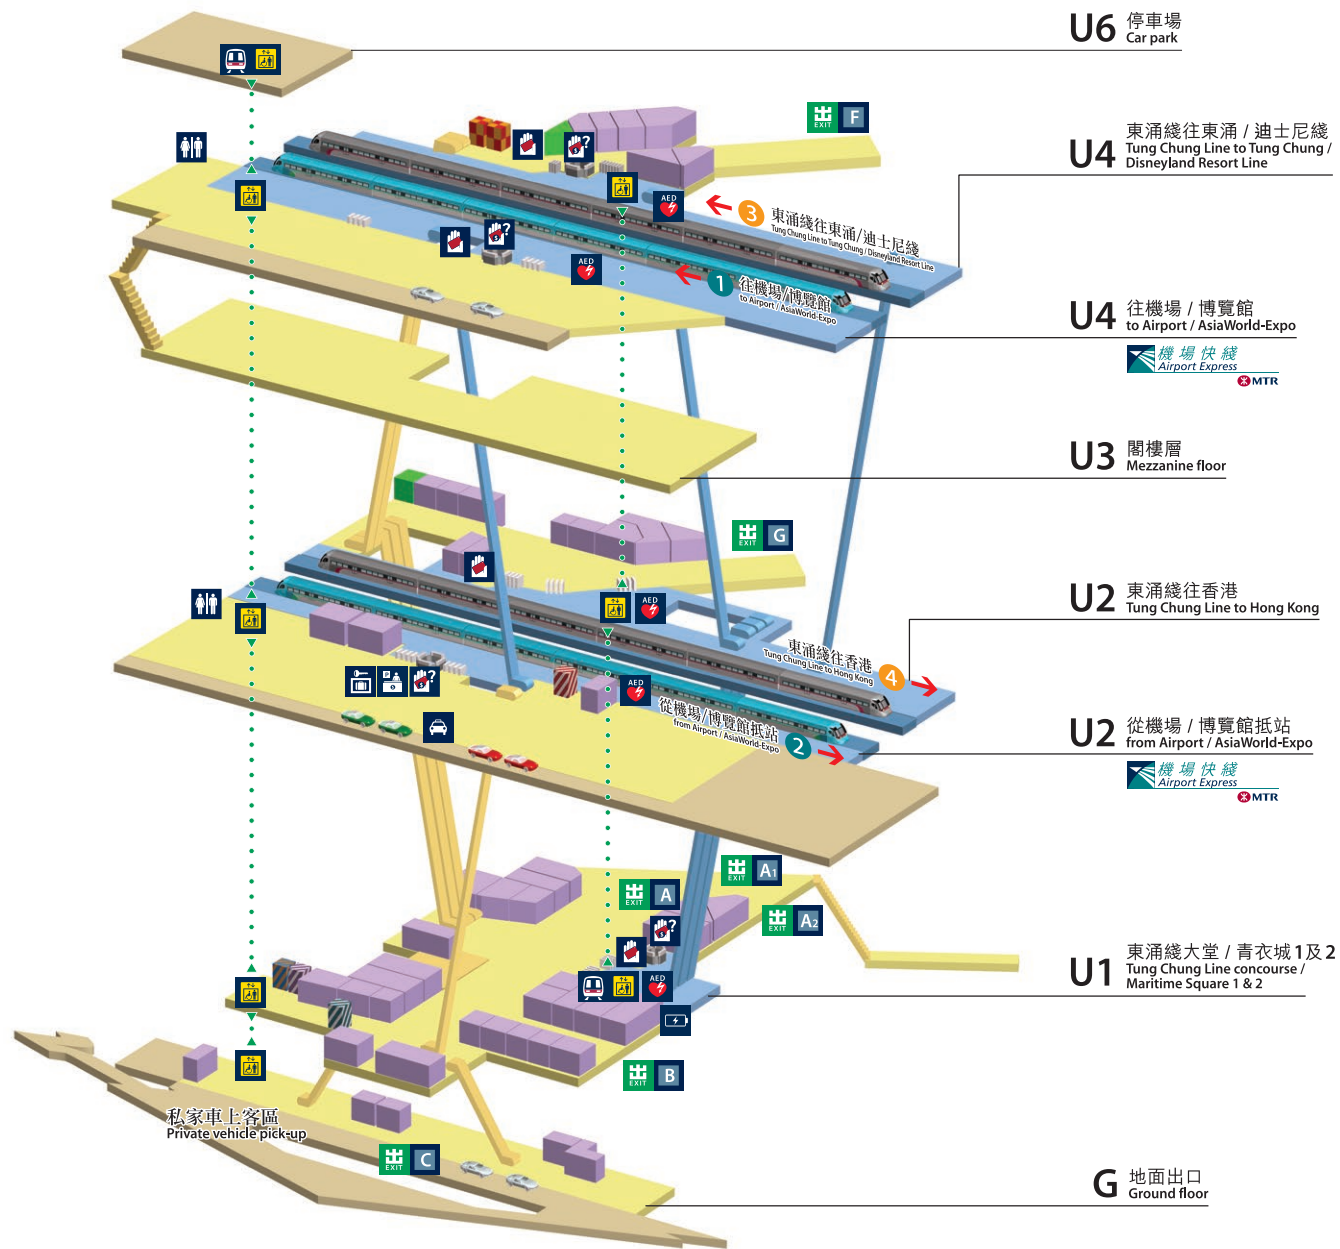 U6 停車場
Car park
EXIT F
U4 東涌綫往東涌 / 迪士尼綫
Tung Chung Line to Tung Chung /
Disneyland Resort Line
?
AED
3 東涌綫往東涌/迪士尼綫
Tung Chung Line to Tung Chung / Disneyland Resort Line
?
AED
1 往機場/博覽館
to Airport / AsiaWorld-Expo
U4 往機場 / 博覽館
to Airport / AsiaWorld-Expo
機場快綫
Airport Express
MTR
U3 閣樓層
Mezzanine floor
出 EXIT G
U2 東涌綫往香港
Tung Chung Line to Hong Kong
AED
東涌綫往香港 4
Tung Chung Line to Hong Kong
P
?
AED
從機場/博覽館抵站 2
from Airport / AsiaWorld-Expo
U2 從機場 / 博覽館抵站
from Airport / AsiaWorld-Expo
機場快綫
Airport Express
MTR
出 EXIT A1
出 EXIT A
出 EXIT A2
?
AED
U1 東涌綫大堂 / 青衣城1及2
Tung Chung Line concourse /
Maritime Square 1 & 2
出 EXIT B
私家車上客區
Private vehicle pick-up
出 EXIT C
G 地面出口
Ground floor